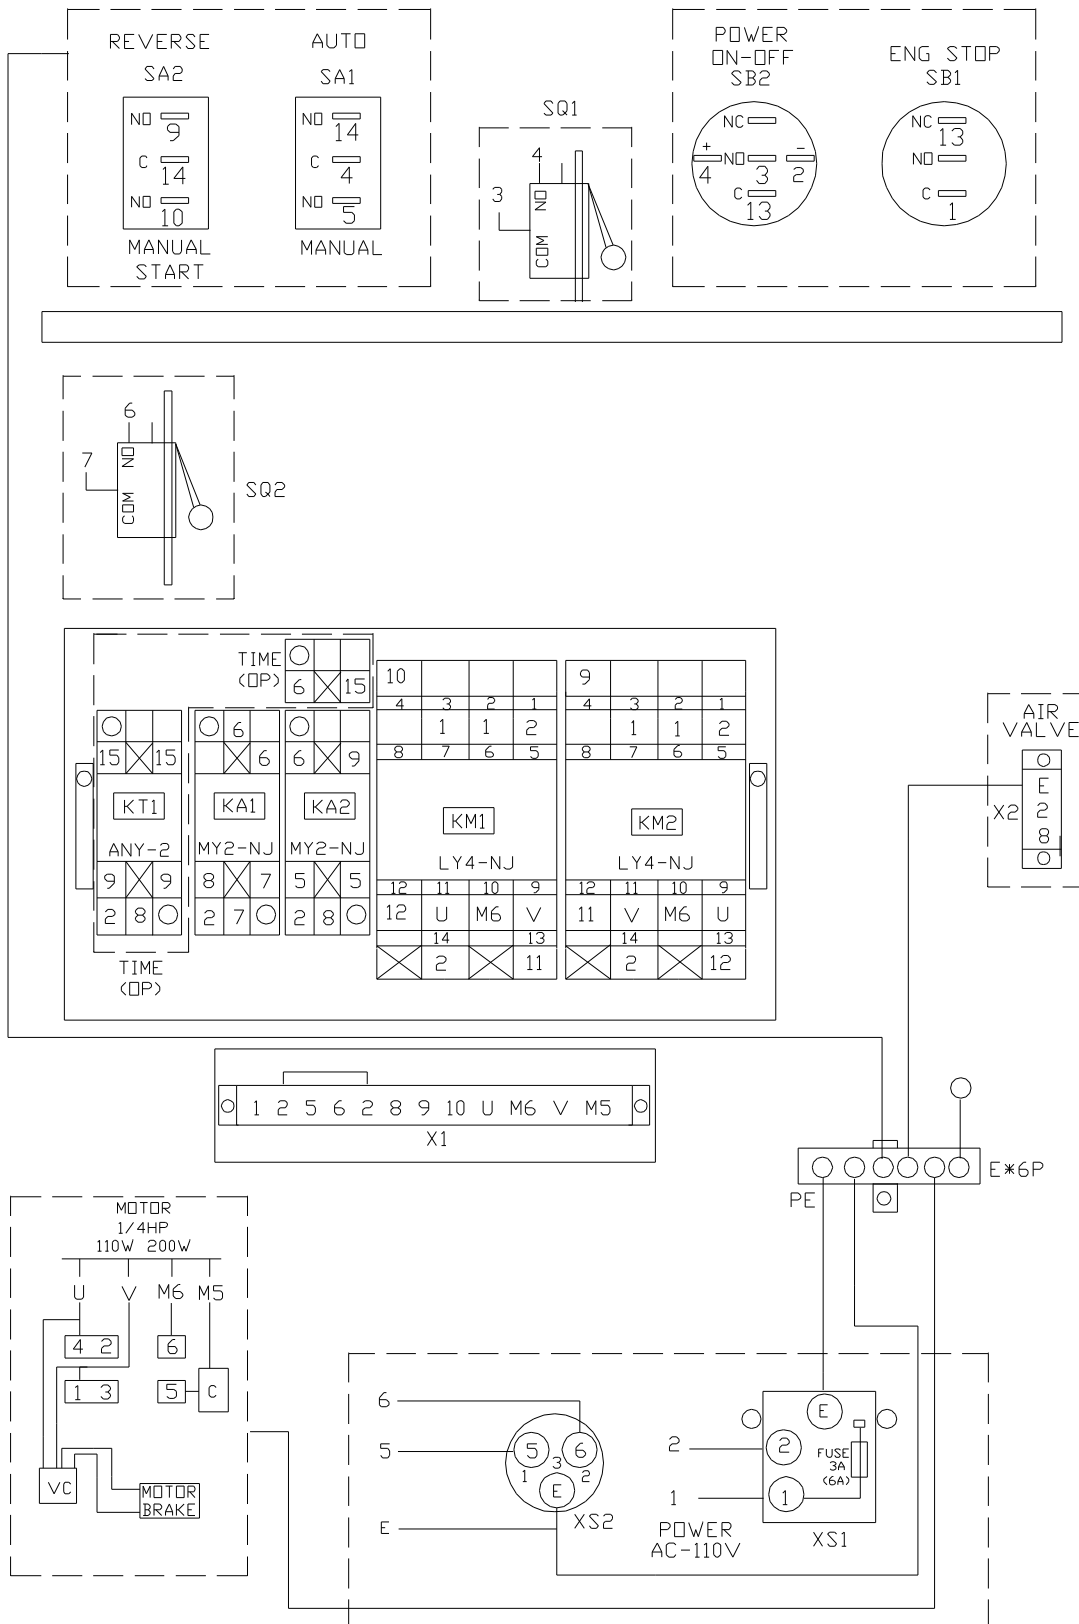 REVERSE AUTO
SA2 SA1
NO 9
C 14
NO 10
MANUAL
START
NO 14
C 4
NO 5
MANUAL
SQ1
4
3
NO
COM
POWER
ON-OFF
SB2
NC
+ NO -
4 3 2
C
13
ENG STOP
SB1
NC
13
NO
C
1
6
7
NO
COM
SQ2
TIME
(OP)
6 15
15 15
KT1
ANY-2
9 9
2 8
TIME
(OP)
6
6
KA1
MY2-NJ
8 7
2 7
6 9
KA2
MY2-NJ
5 5
2 8
10
4 3 2 1
1 1 2
8 7 6 5
KM1
LY4-NJ
12 11 10 9
12 U M6 V
14 13
2 11
9
4 3 2 1
1 1 2
8 7 6 5
KM2
LY4-NJ
12 11 10 9
11 V M6 U
14 13
2 12
AIR
VALVE
X2
E
2
8
1 2 5 6 2 8 9 10 U M6 V M5
X1
E*6P
PE
MOTOR
1/4HP
110W 200W
U V M6 M5
4 2 6
1 3 5 C
VC
MOTOR
BRAKE
6
5
E
5 6
1 3 2
E
XS2
2
1
POWER
AC-110V
E
2
1
FUSE
3A
(6A)
XS1